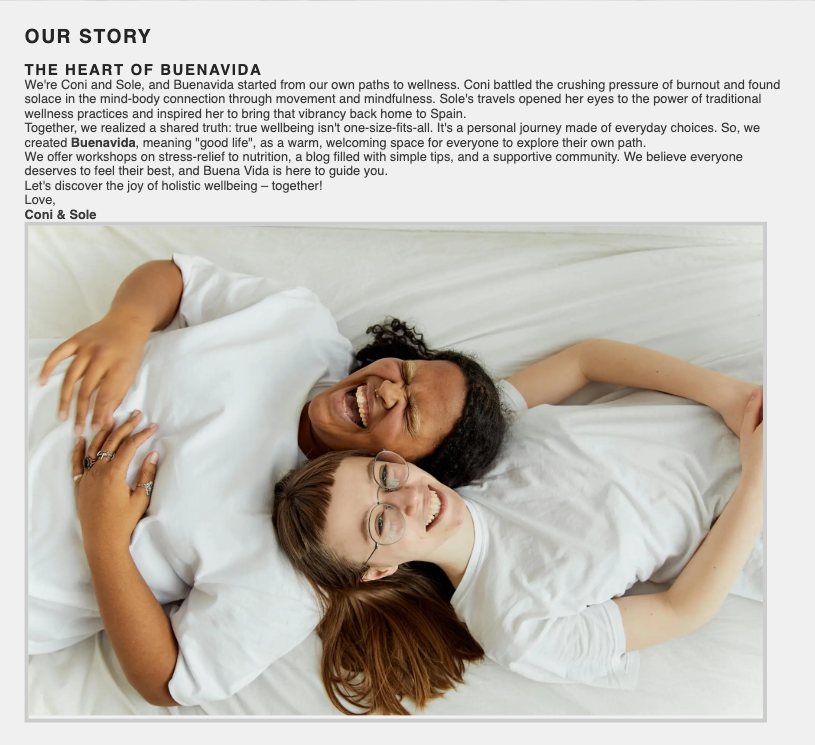 OUR STORY
THE HEART OF BUENAVIDA
We're Coni and Sole, and Buenavida started from our own paths to wellness. Coni battled the crushing pressure of burnout and found
solace in the mind-body connection through movement and mindfulness. Sole's travels opened her eyes to the power of traditional
wellness practices and inspired her to bring that vibrancy back home to Spain.
Together, we realized a shared truth: true wellbeing isn't one-size-fits-all. It's a personal journey made of everyday choices. So, we
created Buenavida, meaning "good life", as a warm, welcoming space for everyone to explore their own path.
We offer workshops on stress-relief to nutrition, a blog filled with simple tips, and a supportive community. We believe everyone
deserves to feel their best, and Buena Vida is here to guide you.
Let's discover the joy of holistic wellbeing – together!
Love,
Coni & Sole